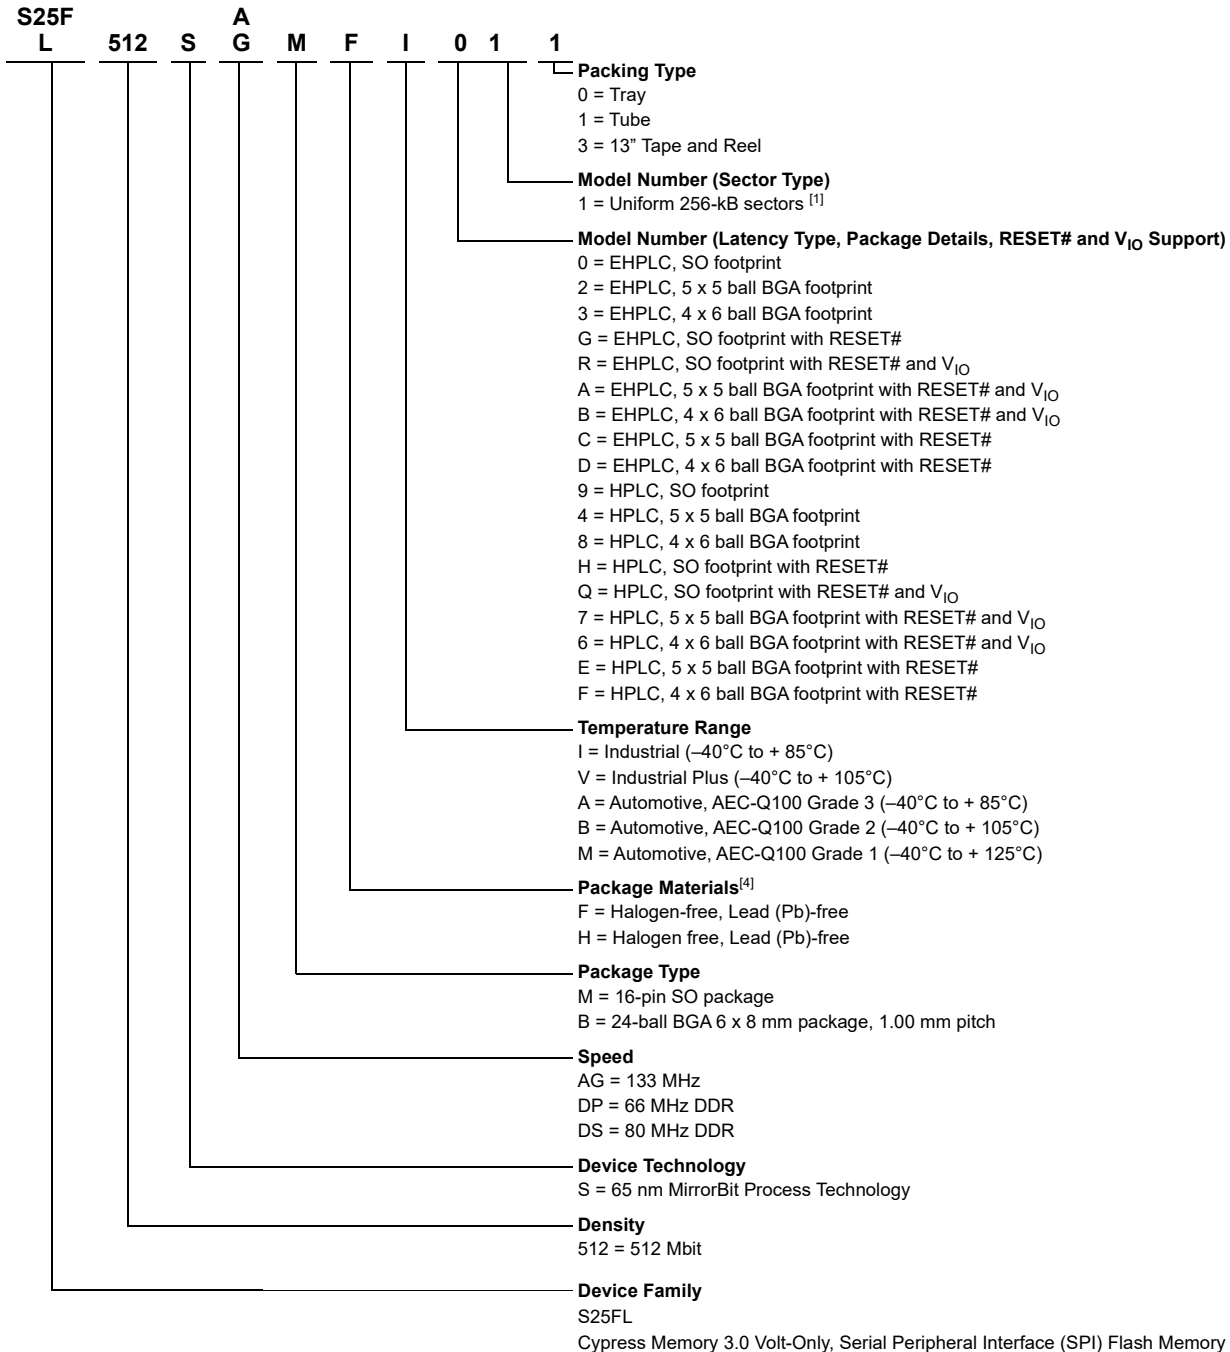 S25F A
L 512 S G M F I 0 1 1
Packing Type
0 = Tray
1 = Tube
3 = 13” Tape and Reel
Model Number (Sector Type)
1 = Uniform 256-kB sectors [1]
Model Number (Latency Type, Package Details, RESET# and VIO Support)
0 = EHPLC, SO footprint
2 = EHPLC, 5 x 5 ball BGA footprint
3 = EHPLC, 4 x 6 ball BGA footprint
G = EHPLC, SO footprint with RESET#
R = EHPLC, SO footprint with RESET# and VIO
A = EHPLC, 5 x 5 ball BGA footprint with RESET# and VIO
B = EHPLC, 4 x 6 ball BGA footprint with RESET# and VIO
C = EHPLC, 5 x 5 ball BGA footprint with RESET#
D = EHPLC, 4 x 6 ball BGA footprint with RESET#
9 = HPLC, SO footprint
4 = HPLC, 5 x 5 ball BGA footprint
8 = HPLC, 4 x 6 ball BGA footprint
H = HPLC, SO footprint with RESET#
Q = HPLC, SO footprint with RESET# and VIO
7 = HPLC, 5 x 5 ball BGA footprint with RESET# and VIO
6 = HPLC, 4 x 6 ball BGA footprint with RESET# and VIO
E = HPLC, 5 x 5 ball BGA footprint with RESET#
F = HPLC, 4 x 6 ball BGA footprint with RESET#
Temperature Range
I = Industrial (–40°C to + 85°C)
V = Industrial Plus (–40°C to + 105°C)
A = Automotive, AEC-Q100 Grade 3 (–40°C to + 85°C)
B = Automotive, AEC-Q100 Grade 2 (–40°C to + 105°C)
M = Automotive, AEC-Q100 Grade 1 (–40°C to + 125°C)
Package Materials[4]
F = Halogen-free, Lead (Pb)-free
H = Halogen free, Lead (Pb)-free
Package Type
M = 16-pin SO package
B = 24-ball BGA 6 x 8 mm package, 1.00 mm pitch
Speed
AG = 133 MHz
DP = 66 MHz DDR
DS = 80 MHz DDR
Device Technology
S = 65 nm MirrorBit Process Technology
Density
512 = 512 Mbit
Device Family
S25FL
Cypress Memory 3.0 Volt-Only, Serial Peripheral Interface (SPI) Flash Memory